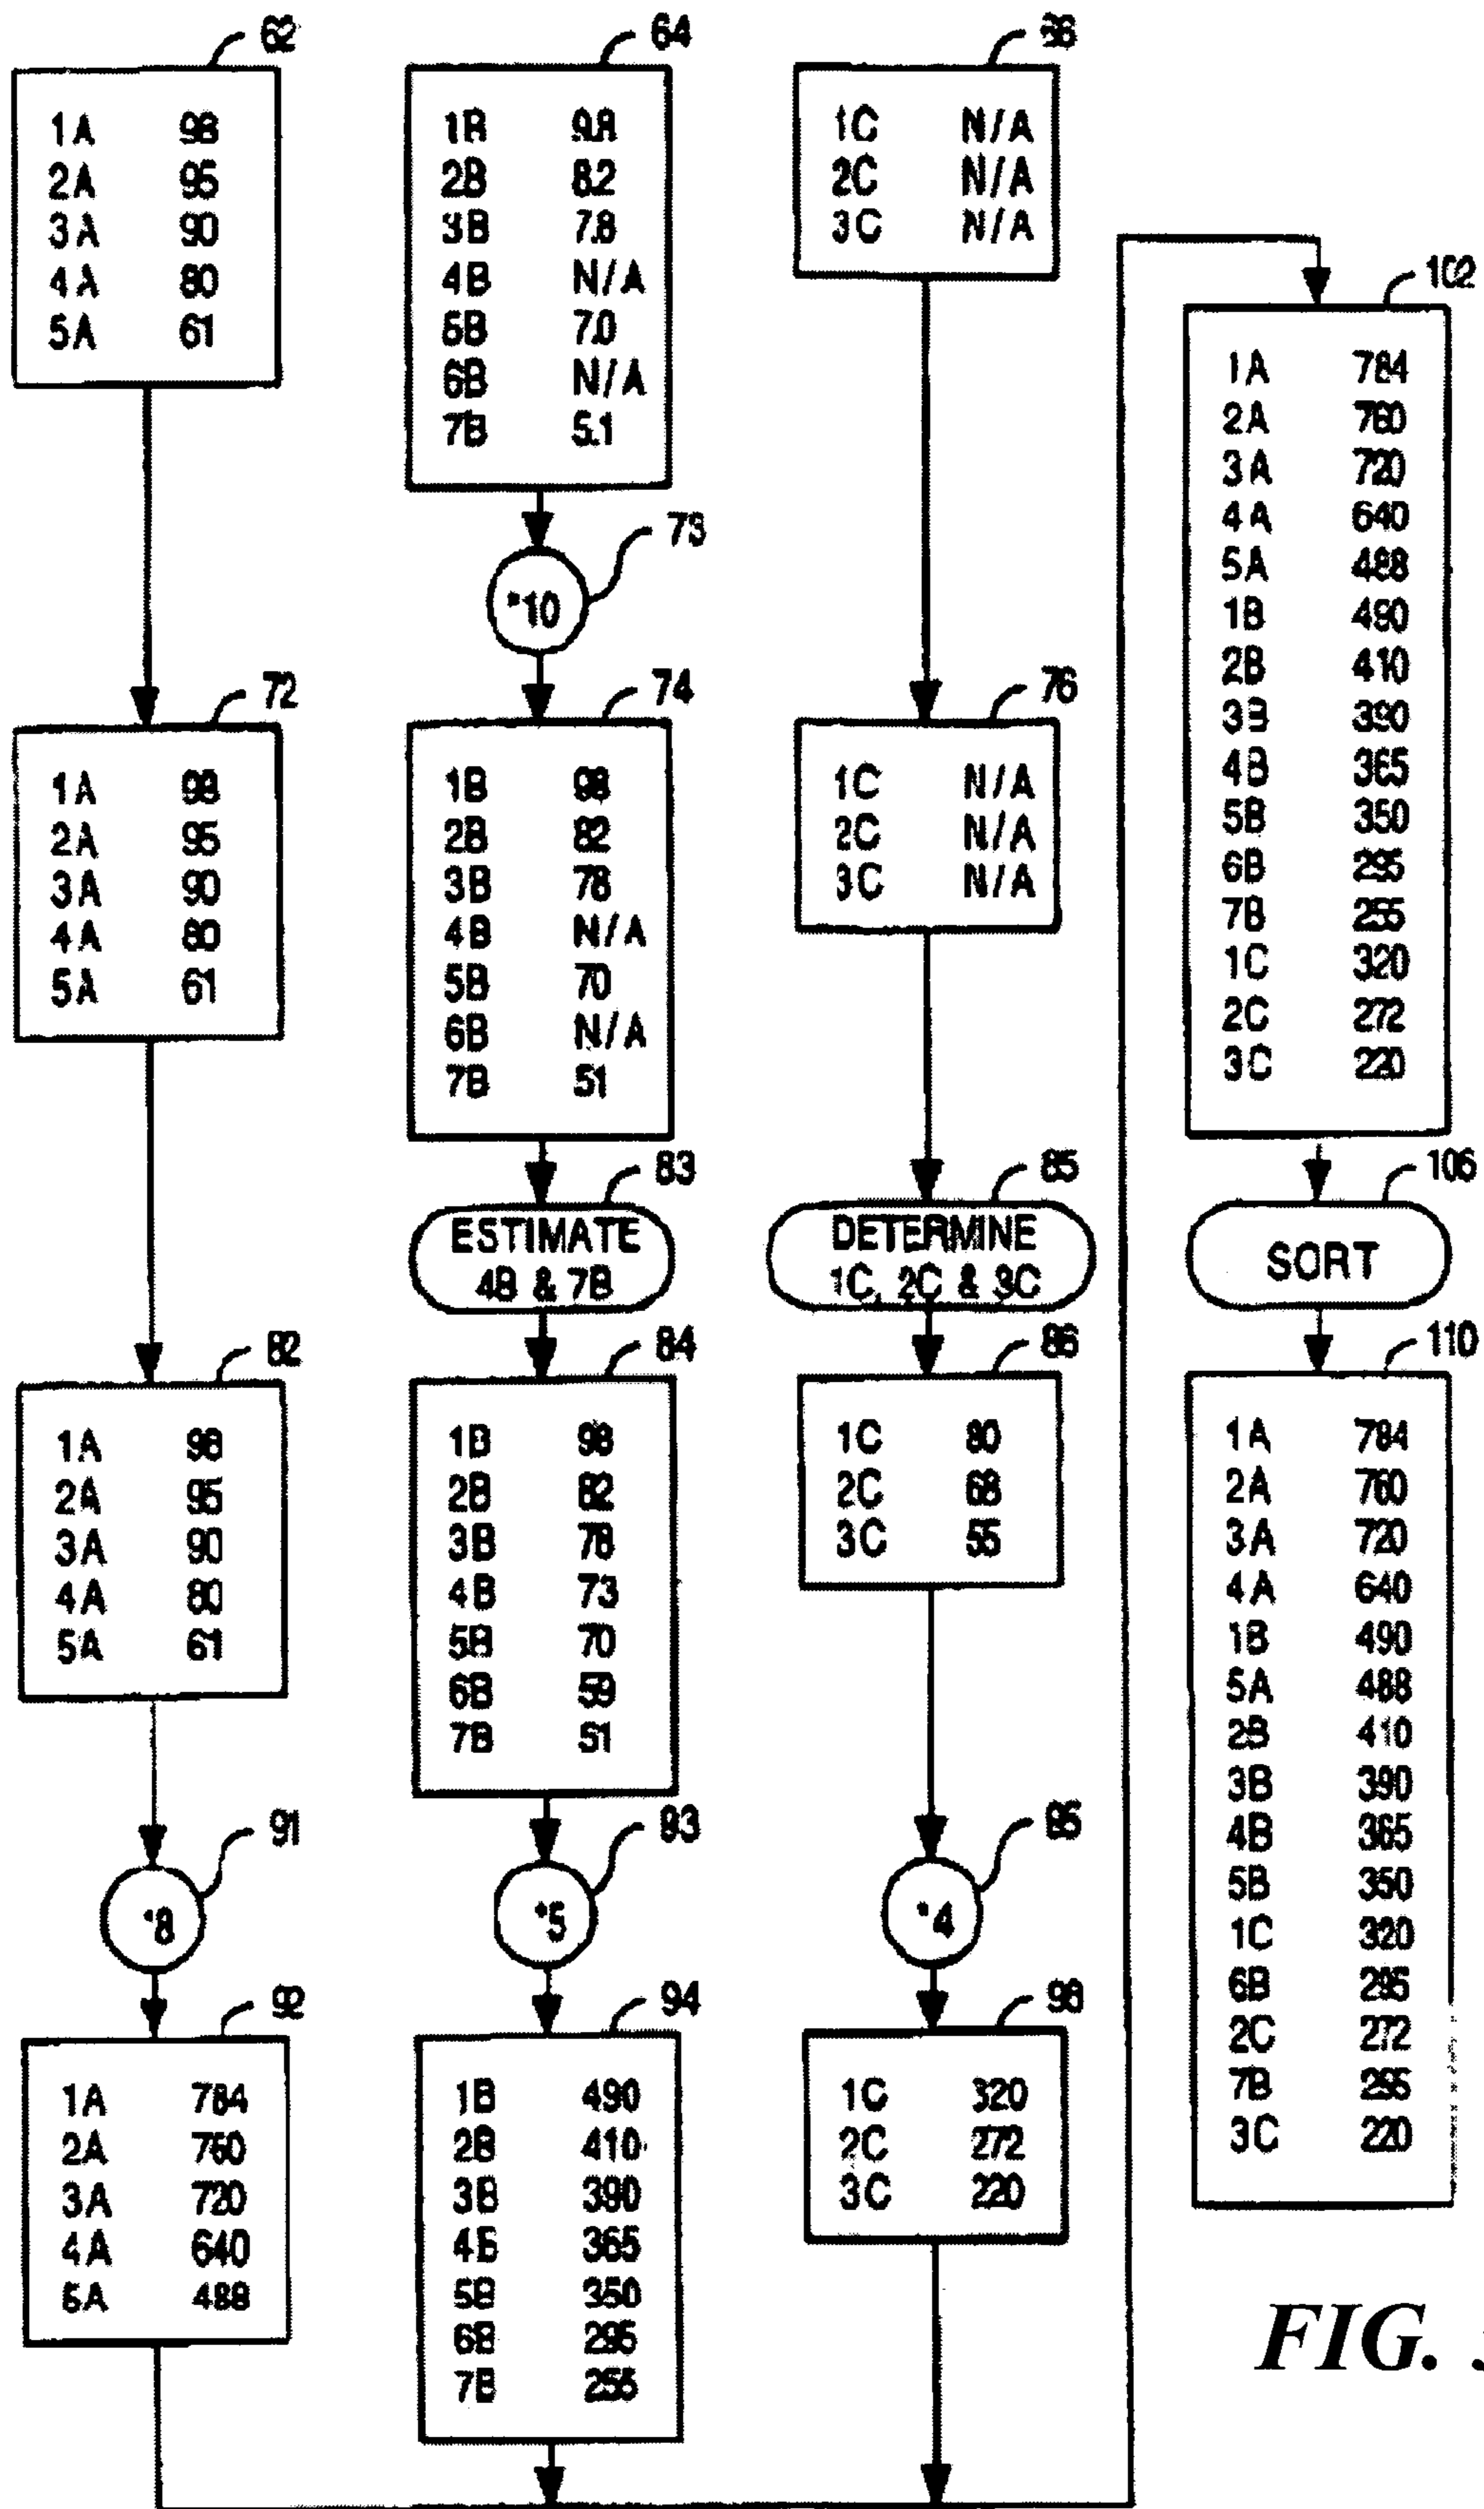 62
1A 98
2A 95
3A 90
4A 80
5A 61
64
1B 9.8
2B 8.2
3B 7.8
4B N/A
5B 7.0
6B N/A
7B 5.1
66
1C N/A
2C N/A
3C N/A
73
*10
72
1A 98
2A 95
3A 90
4A 80
5A 61
74
1B 98
2B 82
3B 78
4B N/A
5B 70
6B N/A
7B 51
76
1C N/A
2C N/A
3C N/A
83
ESTIMATE
4B & 7B
85
DETERMINE
1C, 2C & 3C
82
1A 98
2A 95
3A 90
4A 80
5A 61
84
1B 98
2B 82
3B 78
4B 73
5B 70
6B 59
7B 51
86
1C 80
2C 68
3C 55
91
*8
93
*5
95
*4
92
1A 784
2A 760
3A 720
4A 640
5A 488
94
1B 490
2B 410
3B 390
4B 365
5B 350
6B 295
7B 255
96
1C 320
2C 272
3C 220
102
1A 784
2A 760
3A 720
4A 640
5A 488
1B 490
2B 410
3B 390
4B 365
5B 350
6B 295
7B 255
1C 320
2C 272
3C 220
106
SORT
110
1A 784
2A 760
3A 720
4A 640
1B 490
5A 488
2B 410
3B 390
4B 365
5B 350
1C 320
6B 295
2C 272
7B 255
3C 220
FIG.